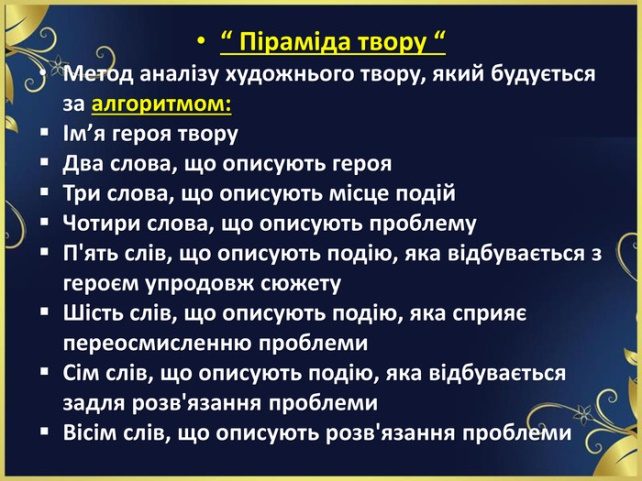 “ Піраміда твору “
Метод аналізу художнього твору, який будується
за алгоритмом:
Ім’я героя твору
Два слова, що описують героя
Три слова, що описують місце подій
Чотири слова, що описують проблему
П'ять слів, що описують подію, яка відбувається з
героєм упродовж сюжету
Шість слів, що описують подію, яка сприяє
переосмисленню проблеми
Сім слів, що описують подію, яка відбувається
задля розв'язання проблеми
Вісім слів, що описують розв'язання проблеми